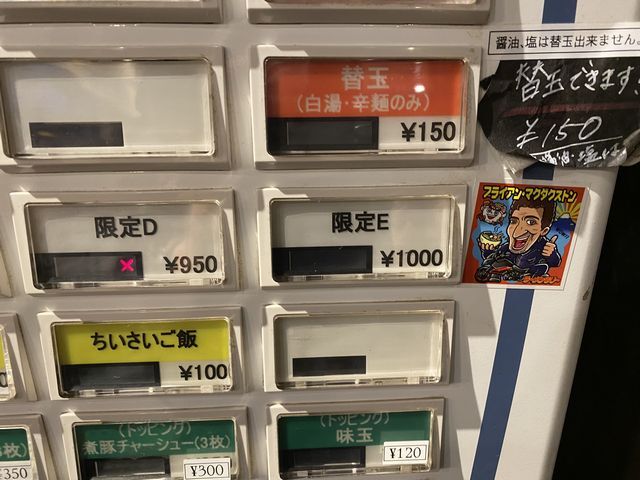 醤油、塩は替玉出来ません。
替玉できます
¥150
替玉
(白湯・辛麺のみ)
¥150
限定D
¥950
限定E
¥1000
ブライアン・マクダクストン
ちいさいご飯
¥100
(トッピング)
煮豚チャーシュー(3枚)
¥300
(トッピング)
味玉
¥120
3枚)
¥350